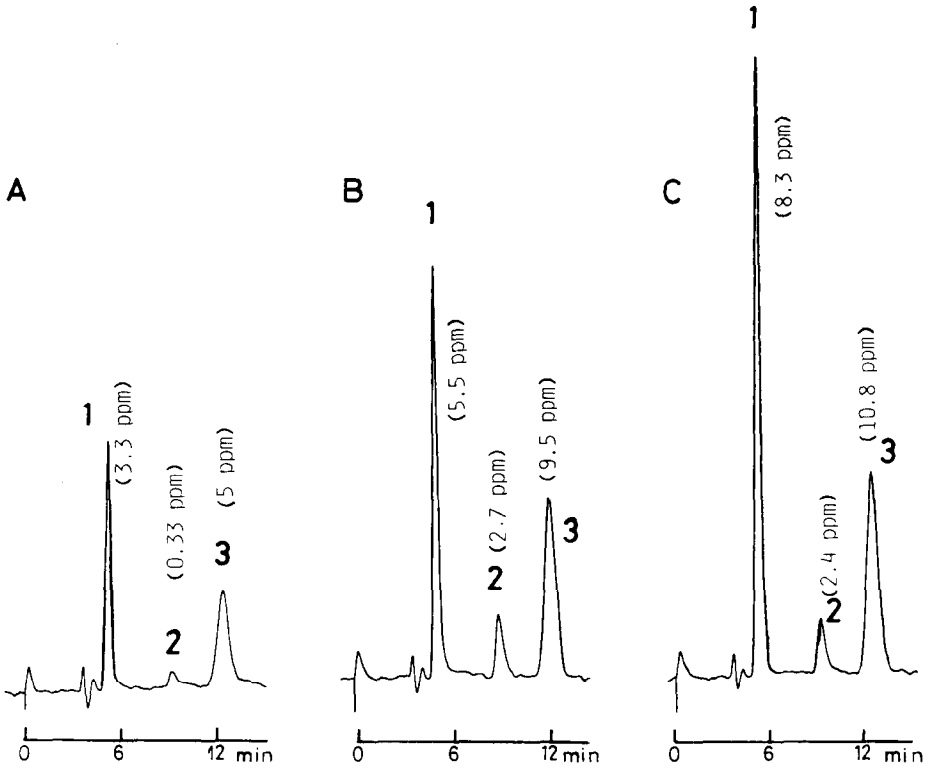 A
1
(3.3 ppm)
2
(0.33 ppm)
3
(5 ppm)
0 6 12 min
B
1
(5.5 ppm)
2
(2.7 ppm)
3
(9.5 ppm)
0 6 12 min
C
1
(8.3 ppm)
2
(2.4 ppm)
3
(10.8 ppm)
0 6 12 min